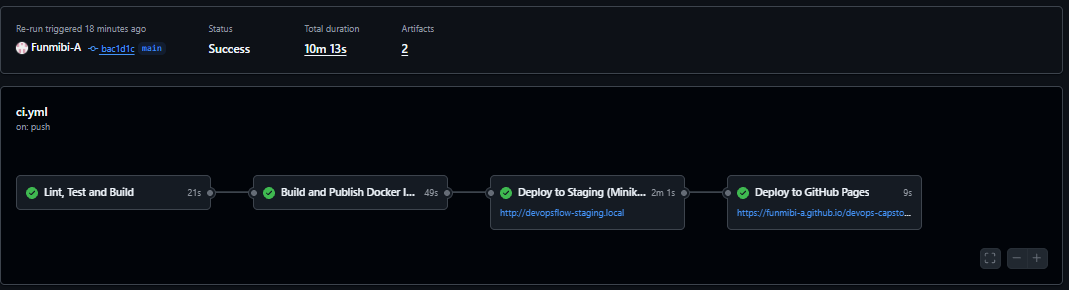 Re-run triggered 18 minutes ago
Funmibi-A bac1d1c main
Status
Success
Total duration
10m 13s
Artifacts
2
ci.yml
on: push
Lint, Test and Build 21s
Build and Publish Docker I... 49s
Deploy to Staging (Minik... 2m 1s
http://devopsflow-staging.local
Deploy to GitHub Pages 9s
https://funmibi-a.github.io/devops-capsto...